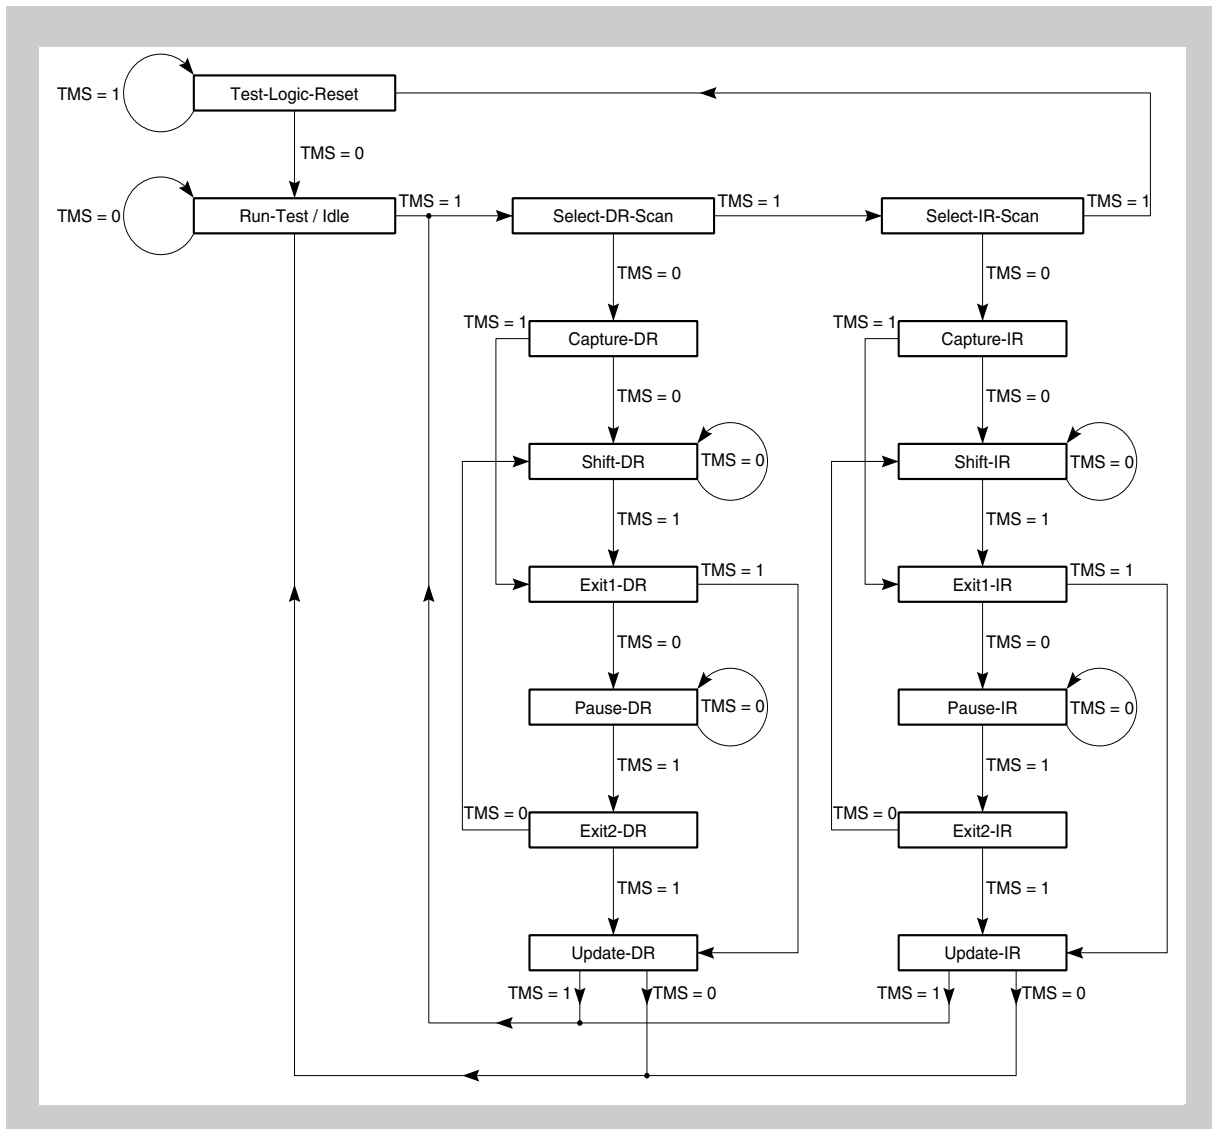 TMS = 1
Test-Logic-Reset
TMS = 0
TMS = 0
Run-Test / Idle
TMS = 1
Select-DR-Scan
TMS = 1
Select-IR-Scan
TMS = 1
TMS = 0
TMS = 0
TMS = 1
Capture-DR
TMS = 1
Capture-IR
TMS = 0
TMS = 0
Shift-DR
TMS = 0
Shift-IR
TMS = 0
TMS = 1
TMS = 1
Exit1-DR
TMS = 1
Exit1-IR
TMS = 1
TMS = 0
TMS = 0
Pause-DR
TMS = 0
Pause-IR
TMS = 0
TMS = 1
TMS = 1
TMS = 0
Exit2-DR
TMS = 0
Exit2-IR
TMS = 1
TMS = 1
Update-DR
Update-IR
TMS = 1
TMS = 0
TMS = 1
TMS = 0